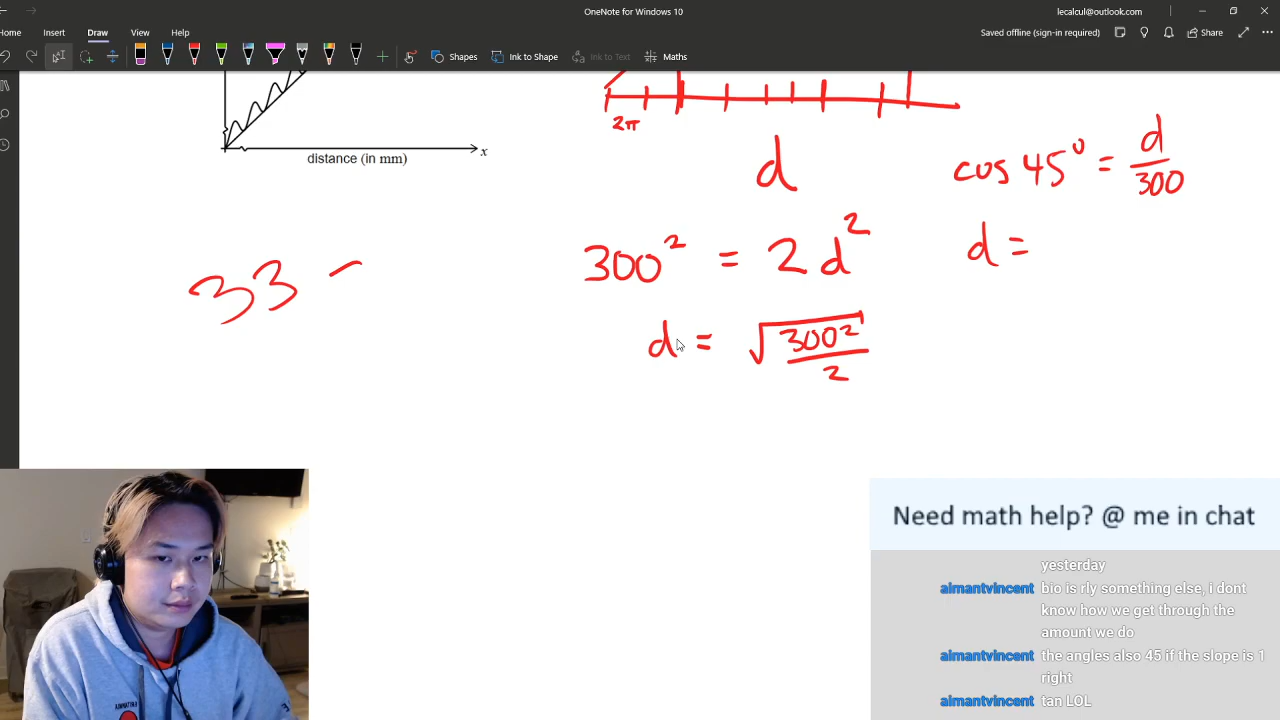 OneNote for Windows 10
lecalcul@outlook.com
Home Insert Draw View Help
Saved offline (sign-in required)
Share
Shapes
Ink to Shape
Ink to Text
Maths
2π
x
distance (in mm)
d
cos 45° = d/300
300² = 2d²
d =
33 -
d = √(300²/2)
Need math help? @ me in chat
yesterday
aimantvincent bio is rly something else, i dont
know how we get through the
amount we do
aimantvincent the angles also 45 if the slope is 1
right
aimantvincent tan LOL